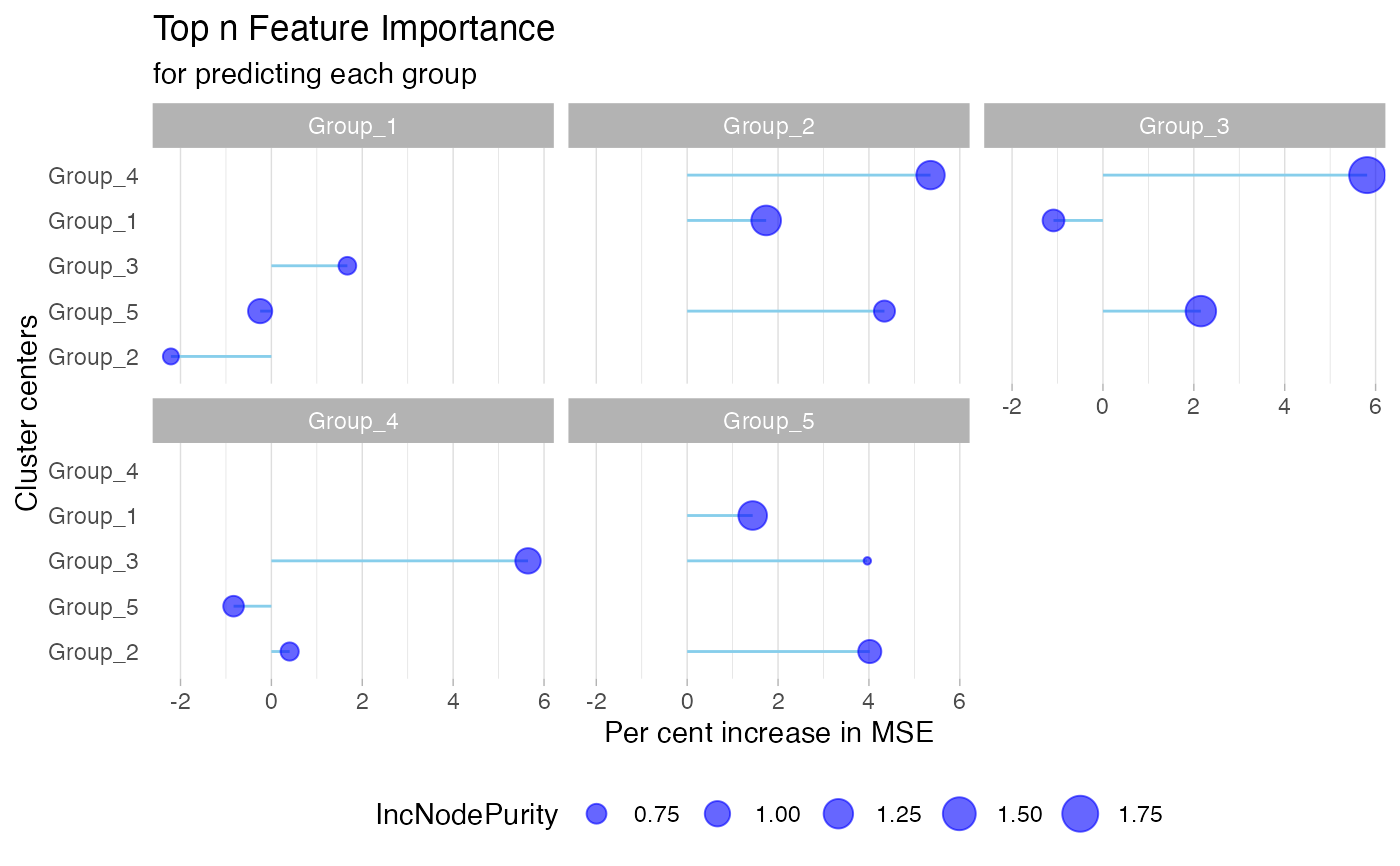 Top n Feature Importance
for predicting each group
Group_1 Group_2 Group_3
Group_4
Group_1
Group_3
Group_5
Group_2
-2 0 2 4 6
Group_4 Group_5
Cluster centers
Group_4
Group_1
Group_3
Group_5
Group_2
-2 0 2 4 6 -2 0 2 4 6
Per cent increase in MSE
IncNodePurity 0.75 1.00 1.25 1.50 1.75